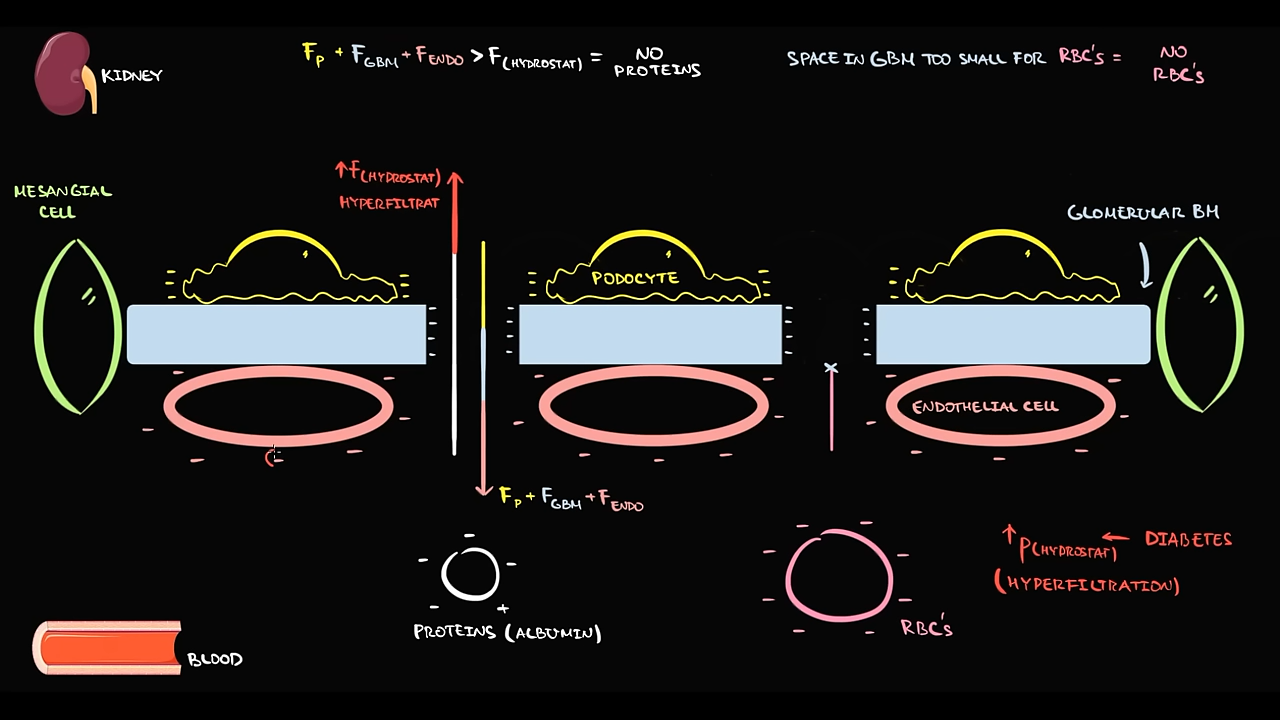 KIDNEY
FP + FGBM + FENDO > F(HYDROSTAT) = NO PROTEINS
SPACE IN GBM TOO SMALL FOR RBC'S = NO RBC'S
↑F(HYDROSTAT)
HYPERFILTRAT
MESANGIAL
CELL
GLOMERULAR BM
PODOCYTE
ENDOTHELIAL CELL
FP + FGBM + FENDO
↑P(HYDROSTAT) ← DIABETES
(HYPERFILTRATION)
PROTEINS (ALBUMIN)
RBC'S
BLOOD